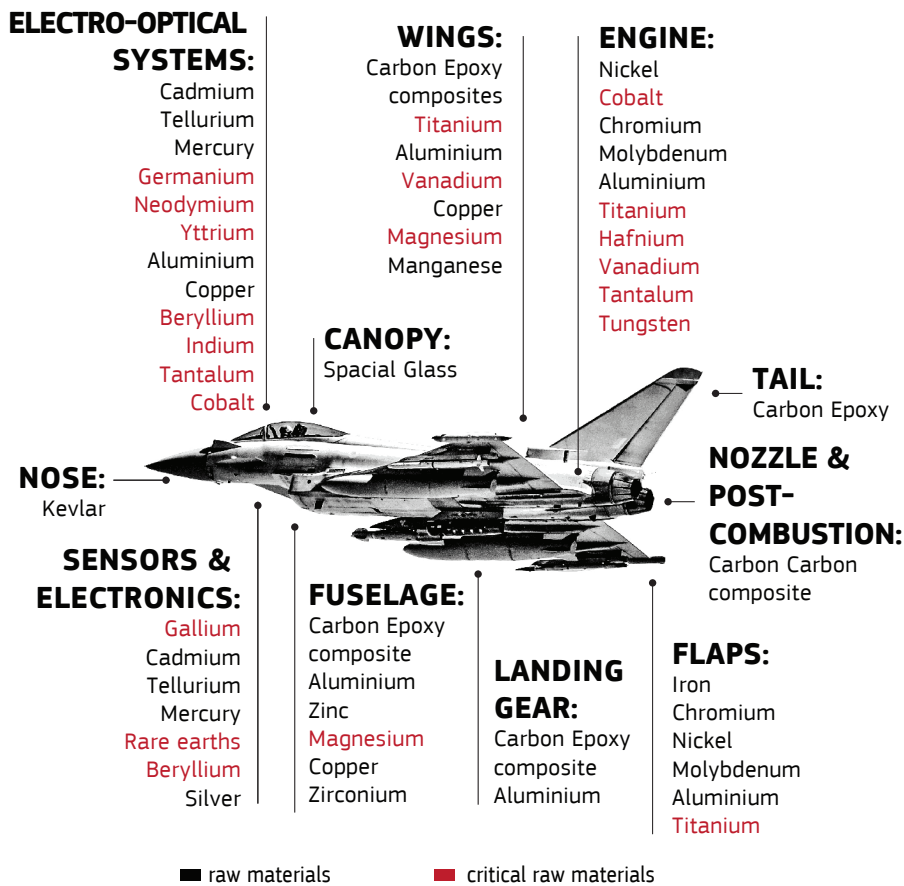 ELECTRO-OPTICAL
SYSTEMS:
Cadmium
Tellurium
Mercury
Germanium
Neodymium
Yttrium
Aluminium
Copper
Beryllium
Indium
Tantalum
Cobalt
WINGS:
Carbon Epoxy
composites
Titanium
Aluminium
Vanadium
Copper
Magnesium
Manganese
ENGINE:
Nickel
Cobalt
Chromium
Molybdenum
Aluminium
Titanium
Hafnium
Vanadium
Tantalum
Tungsten
CANOPY:
Spacial Glass
TAIL:
Carbon Epoxy
NOSE:
Kevlar
NOZZLE &
POST-
COMBUSTION:
Carbon Carbon
composite
SENSORS &
ELECTRONICS:
Gallium
Cadmium
Tellurium
Mercury
Rare earths
Beryllium
Silver
FUSELAGE:
Carbon Epoxy
composite
Aluminium
Zinc
Magnesium
Copper
Zirconium
LANDING
GEAR:
Carbon Epoxy
composite
Aluminium
FLAPS:
Iron
Chromium
Nickel
Molybdenum
Aluminium
Titanium
raw materials
critical raw materials